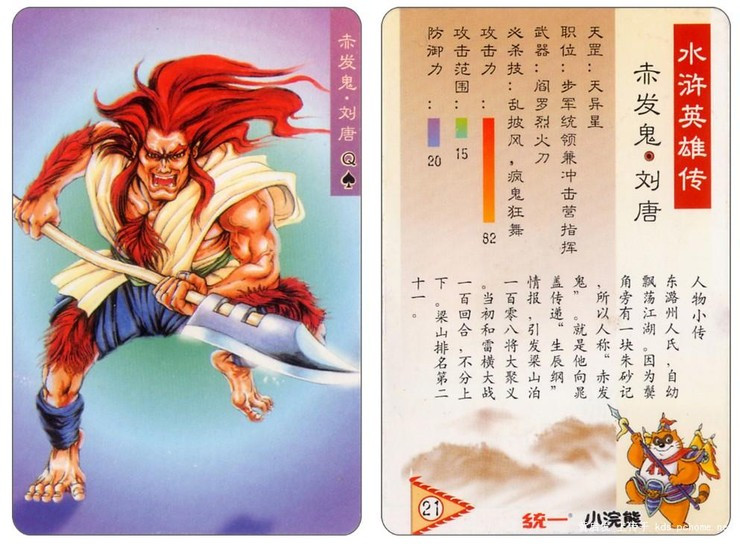 赤发鬼·刘唐
Q♠
水浒英雄传
赤发鬼·刘唐
天罡：天异星
职位：步军统领兼冲击营指挥
武器：阎罗烈火刀
必杀技：乱披风，疯鬼狂舞
攻击力：82
攻击范围：15
防御力：20
人物小传
东潞州人氏，自幼
飘荡江湖。因为鬓
角旁有一块朱砂记
，所以人称“赤发
鬼”。就是他向晁
盖传递“生辰纲”
情报，引发梁山泊
一百零八将大聚义
。当初和雷横大战
一百回合，不分上
下。梁山排名第二
十一。
21
统一
小浣熊